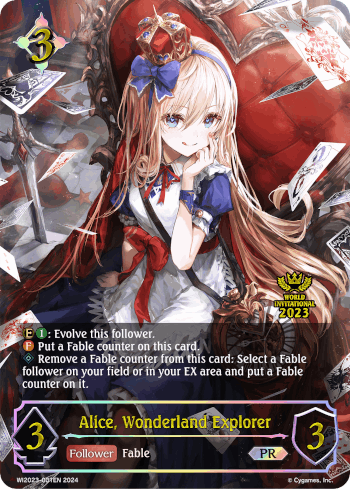 3
WORLD
INVITATIONAL
2023
E 1 : Evolve this follower.
F Put a Fable counter on this card.
Remove a Fable counter from this card: Select a Fable
follower on your field or in your EX area and put a Fable
counter on it.
Alice, Wonderland Explorer
3
Follower Fable
PR
3
WI2023-001EN 2024
© Cygames, Inc.